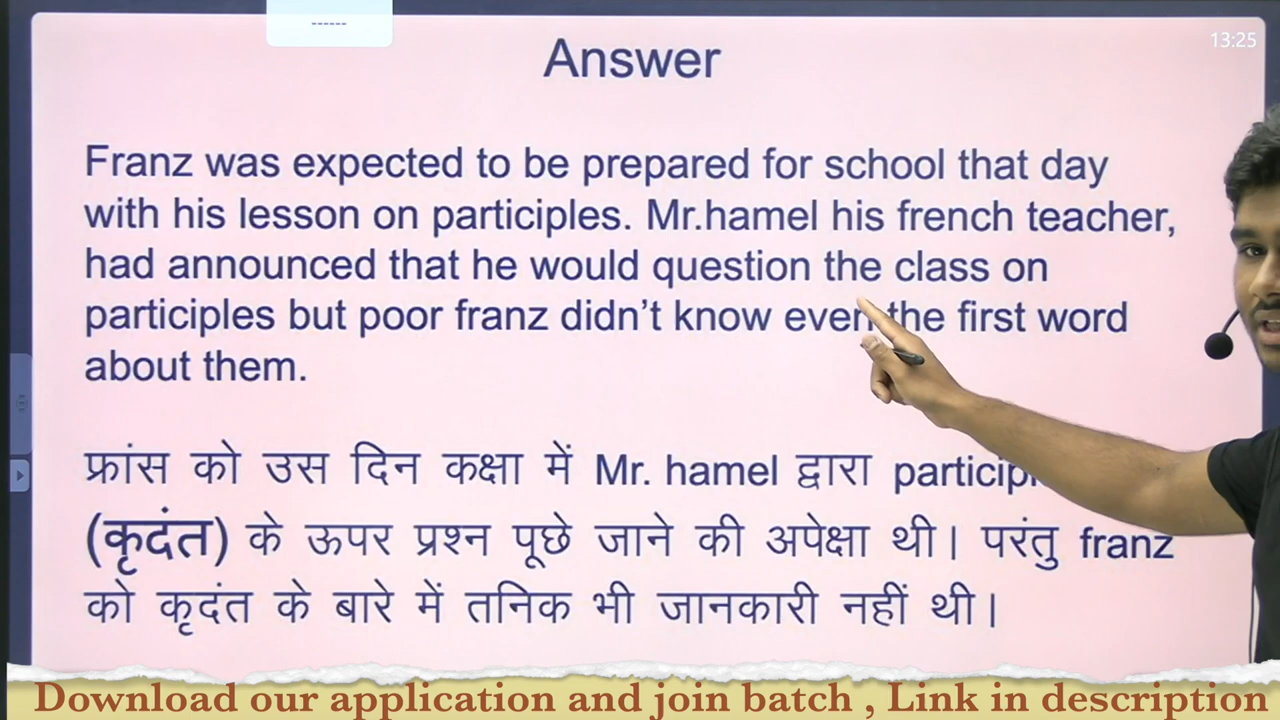 ------
13:25
Answer
Franz was expected to be prepared for school that day
with his lesson on participles. Mr.hamel his french teacher,
had announced that he would question the class on
participles but poor franz didn't know even the first word
about them.
फ्रांस को उस दिन कक्षा में Mr. hamel द्वारा
(कृदंत) के ऊपर प्रश्न पूछे जाने की अपेक्षा थी। परंतु franz
को कृदंत के बारे में तनिक भी जानकारी नहीं थी।
Download our application and join batch , Link in description